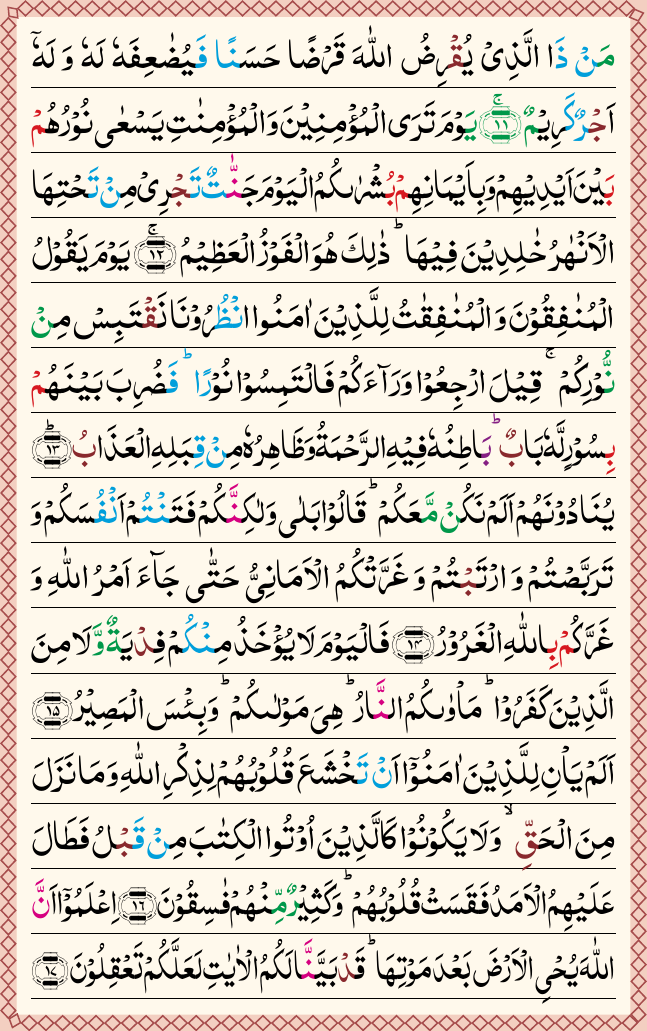 مَنْ ذَا الَّذِیْ یُقْرِضُ اللّٰهَ قَرْضًا حَسَنًا فَیُضٰعِفَهٗ لَهٗ وَ لَهٗۤ
اَجْرٌ كَرِیْمٌۚ ﴿۱۱﴾ یَوْمَ تَرَى الْمُؤْمِنِیْنَ وَ الْمُؤْمِنٰتِ یَسْعٰى نُوْرُهُمْ
بَیْنَ اَیْدِیْهِمْ وَ بِاَیْمَانِهِمْ بُشْرٰىكُمُ الْیَوْمَ جَنّٰتٌ تَجْرِیْ مِنْ تَحْتِهَا
الْاَنْهٰرُ خٰلِدِیْنَ فِیْهَاؕ ذٰلِكَ هُوَ الْفَوْزُ الْعَظِیْمُۚ ﴿۱۲﴾ یَوْمَ یَقُوْلُ
الْمُنٰفِقُوْنَ وَ الْمُنٰفِقٰتُ لِلَّذِیْنَ اٰمَنُوا انْظُرُوْنَا نَقْتَبِسْ مِنْ
نُّوْرِكُمْۚ قِیْلَ ارْجِعُوْا وَرَآءَكُمْ فَالْتَمِسُوْا نُوْرًاؕ فَضُرِبَ بَیْنَهُمْ
بِسُوْرٍ لَّهٗ بَابٌؕ بَاطِنُهٗ فِیْهِ الرَّحْمَةُ وَ ظَاهِرُهٗ مِنْ قِبَلِهِ الْعَذَابُؕ ﴿۱۳﴾
یُنَادُوْنَهُمْ اَلَمْ نَكُنْ مَّعَكُمْؕ قَالُوْا بَلٰى وَ لٰكِنَّكُمْ فَتَنْتُمْ اَنْفُسَكُمْ وَ
تَرَبَّصْتُمْ وَ ارْتَبْتُمْ وَ غَرَّتْكُمُ الْاَمَانِیُّ حَتّٰى جَآءَ اَمْرُ اللّٰهِ وَ
غَرَّكُمْ بِاللّٰهِ الْغَرُوْرُ ﴿۱۴﴾ فَالْیَوْمَ لَا یُؤْخَذُ مِنْكُمْ فِدْیَةٌ وَّ لَا مِنَ
الَّذِیْنَ كَفَرُوْاؕ مَاْوٰىكُمُ النَّارُؕ هِیَ مَوْلٰىكُمْؕ وَ بِئْسَ الْمَصِیْرُ ﴿۱۵﴾
اَلَمْ یَاْنِ لِلَّذِیْنَ اٰمَنُوْۤا اَنْ تَخْشَعَ قُلُوْبُهُمْ لِذِكْرِ اللّٰهِ وَ مَا نَزَلَ
مِنَ الْحَقِّۙ وَ لَا یَكُوْنُوْا كَالَّذِیْنَ اُوْتُوا الْكِتٰبَ مِنْ قَبْلُ فَطَالَ
عَلَیْهِمُ الْاَمَدُ فَقَسَتْ قُلُوْبُهُمْؕ وَ كَثِیْرٌ مِّنْهُمْ فٰسِقُوْنَ ﴿۱۶﴾ اِعْلَمُوْۤا اَنَّ
اللّٰهَ یُحْیِ الْاَرْضَ بَعْدَ مَوْتِهَاؕ قَدْ بَیَّنَّا لَكُمُ الْاٰیٰتِ لَعَلَّكُمْ تَعْقِلُوْنَ ﴿۱۷﴾